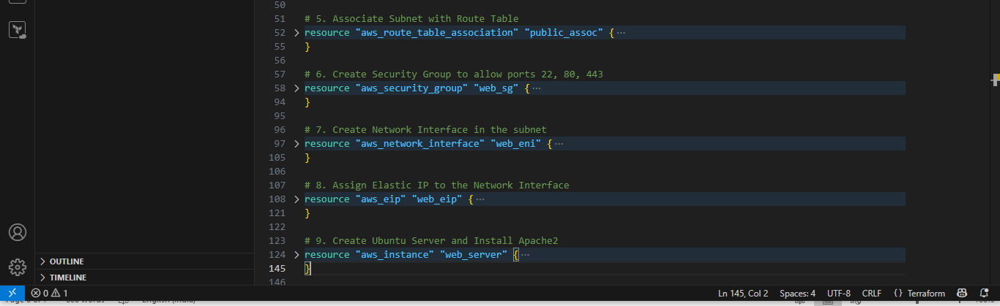 50
51 # 5. Associate Subnet with Route Table
52 resource "aws_route_table_association" "public_assoc" { ···
55 }
56
57 # 6. Create Security Group to allow ports 22, 80, 443
58 resource "aws_security_group" "web_sg" { ···
94 }
95
96 # 7. Create Network Interface in the subnet
97 resource "aws_network_interface" "web_eni" { ···
105 }
106
107 # 8. Assign Elastic IP to the Network Interface
108 resource "aws_eip" "web_eip" { ···
121 }
122
123 # 9. Create Ubuntu Server and Install Apache2
124 resource "aws_instance" "web_server" { ···
145 }
146
OUTLINE
TIMELINE
0 1 Ln 145, Col 2 Spaces: 4 UTF-8 CRLF {} Terraform